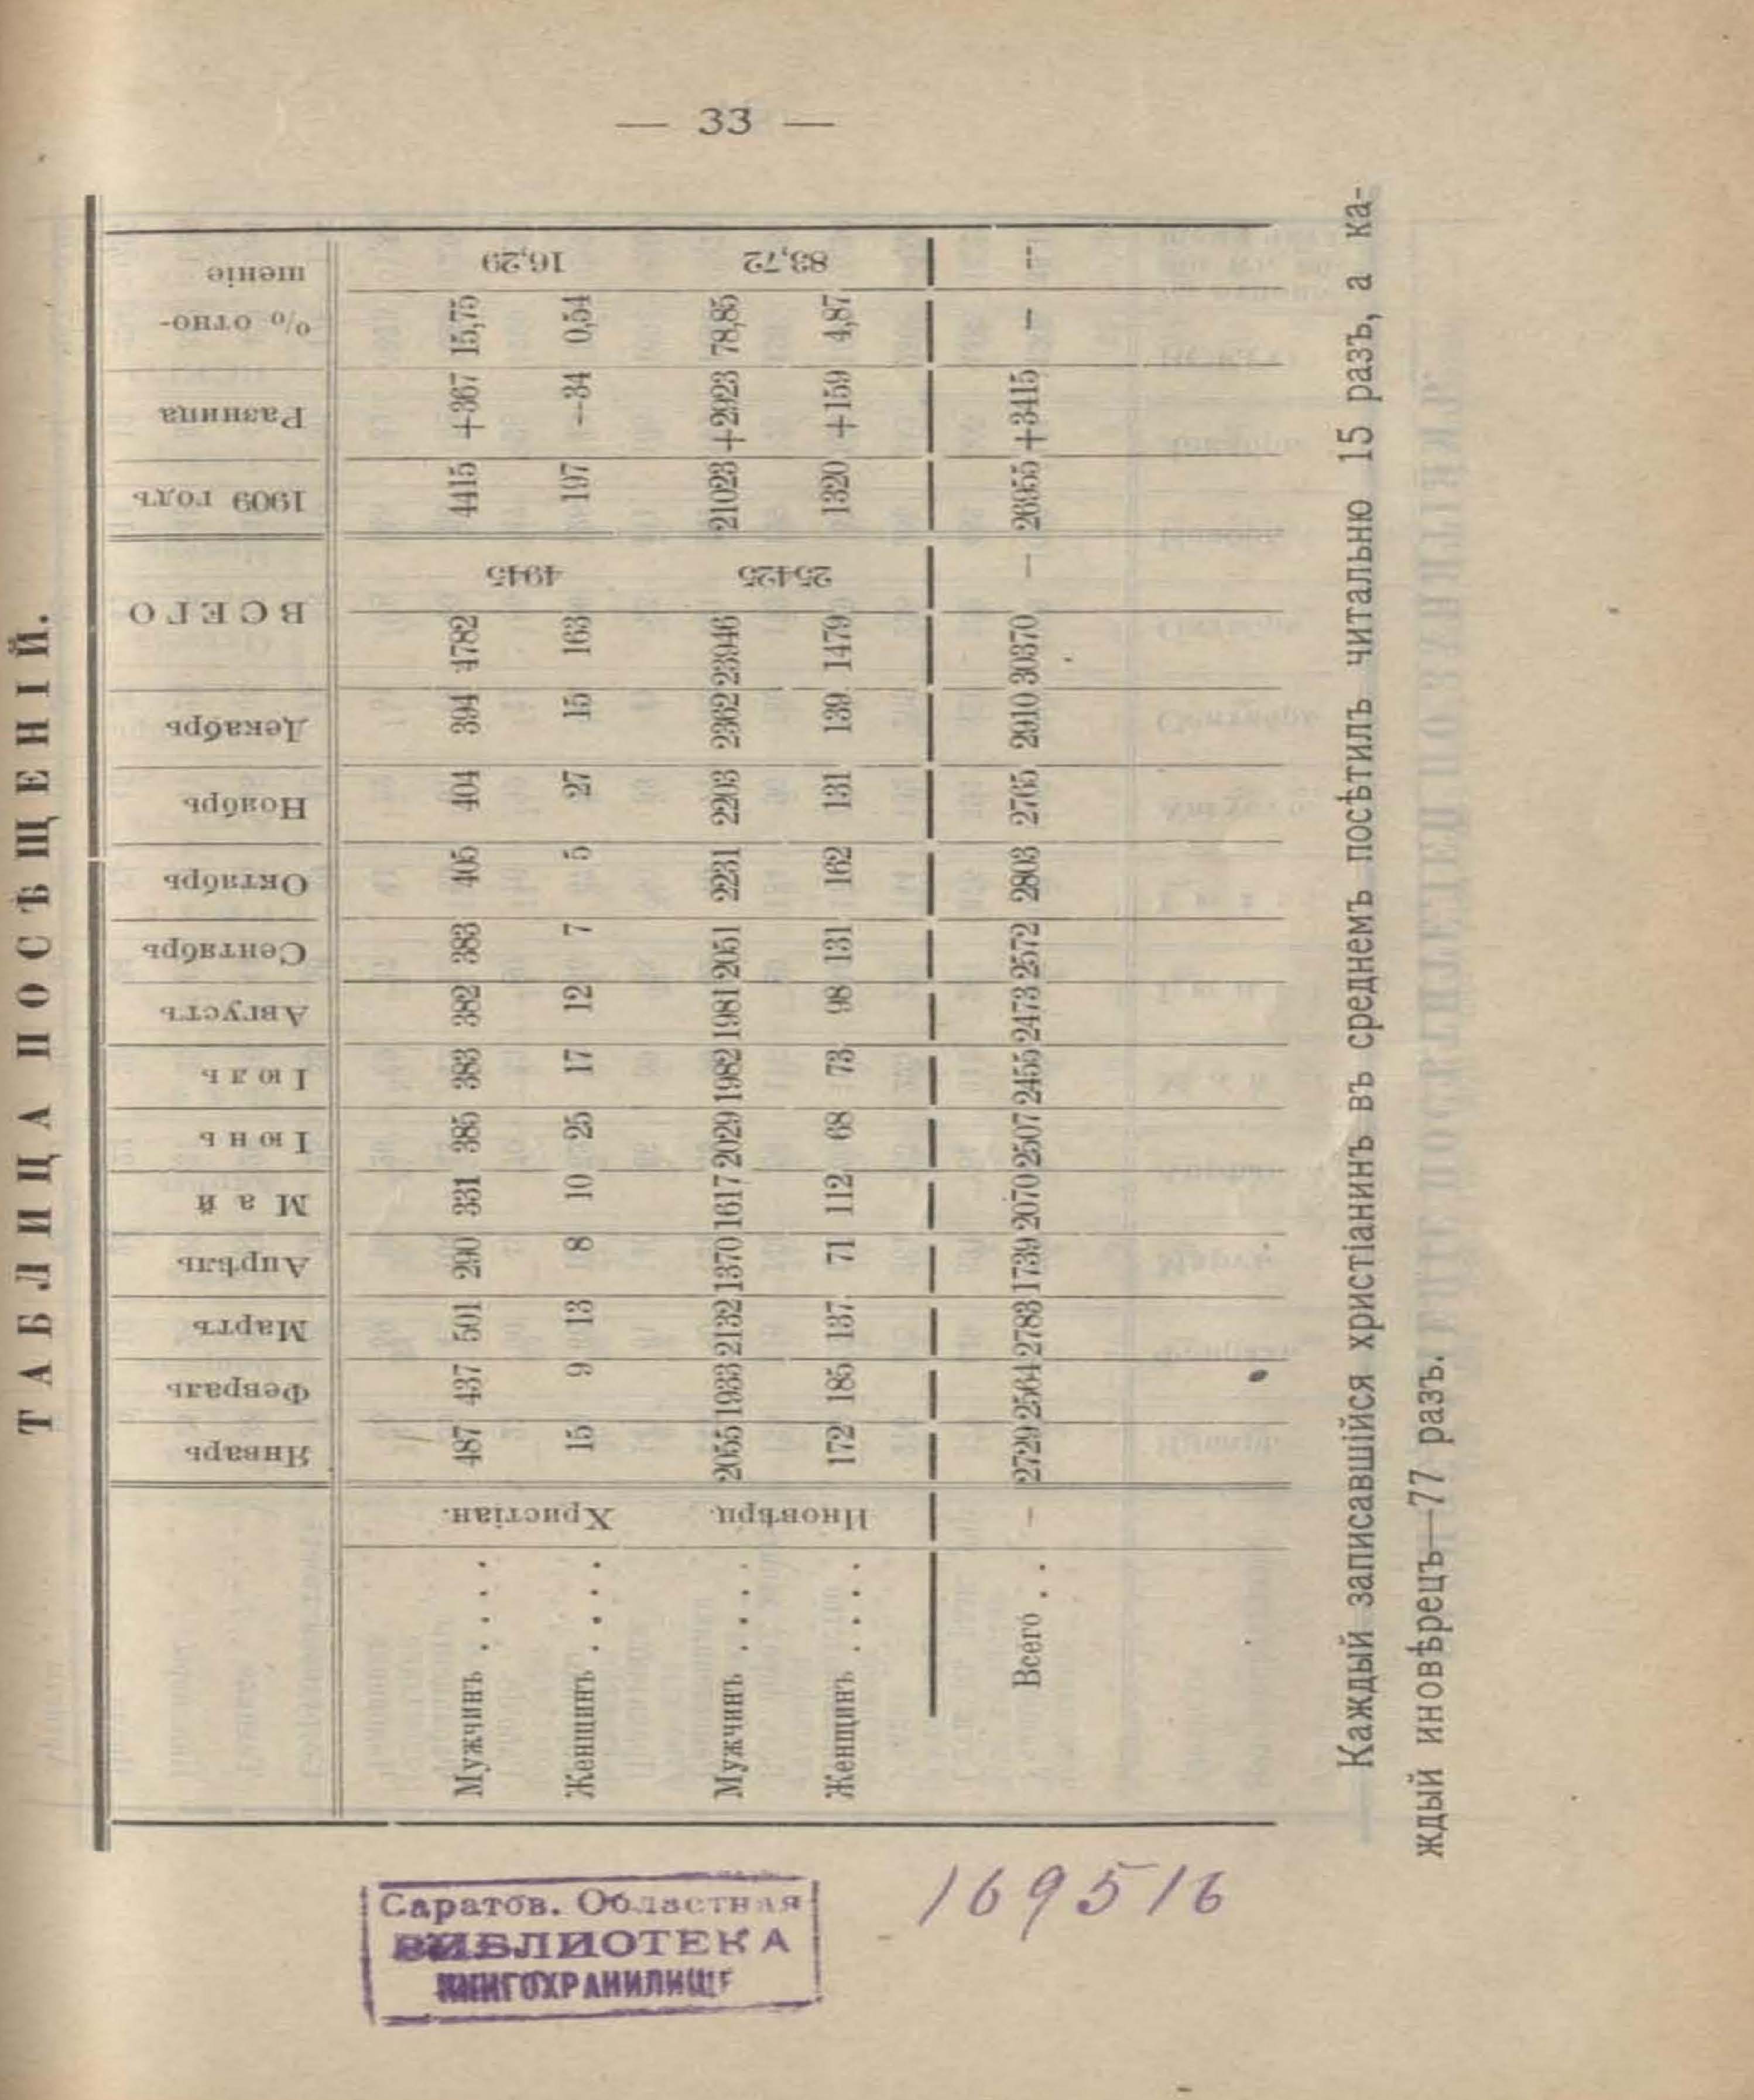 — 33 —
ТАБЛИЦА ПОСѢЩЕНІЙ.
Январь Февраль Мартъ Апрѣль Май Іюнь Іюль Августъ Сентябрь Октябрь Ноябрь Декабрь ВСЕГО 1909 годъ Разница % отно-шеніе
Христіан.
Мужчинъ . . . . 487 437 501 290 331 385 383 382 383 405 404 394 4782 4945 4415 +367 15,75 16,29
Женщинъ . . . . 15 9 13 8 10 25 17 12 7 5 27 15 163 197 —34 0,54
Иновѣрц.
Мужчинъ . . . . 2055 1933 2132 1370 1617 2029 1982 1981 2051 2231 2203 2362 23946 25425 21023 +2923 78,85 83,72
Женщинъ . . . . 172 185 137 71 112 68 73 98 131 162 131 139 1479 1320 +159 4,87
Всего . . — 2729 2564 2783 1739 2070 2507 2455 2473 2572 2803 2765 2910 30370 — 26955 +3415 — —
Каждый записавшійся христіанинъ въ среднемъ посѣтилъ читальню 15 разъ, а ка-
ждый иновѣрецъ—77 разъ.
Саратов. Областная
БИБЛИОТЕКА
КНИГОХРАНИЛИЩЕ
169516